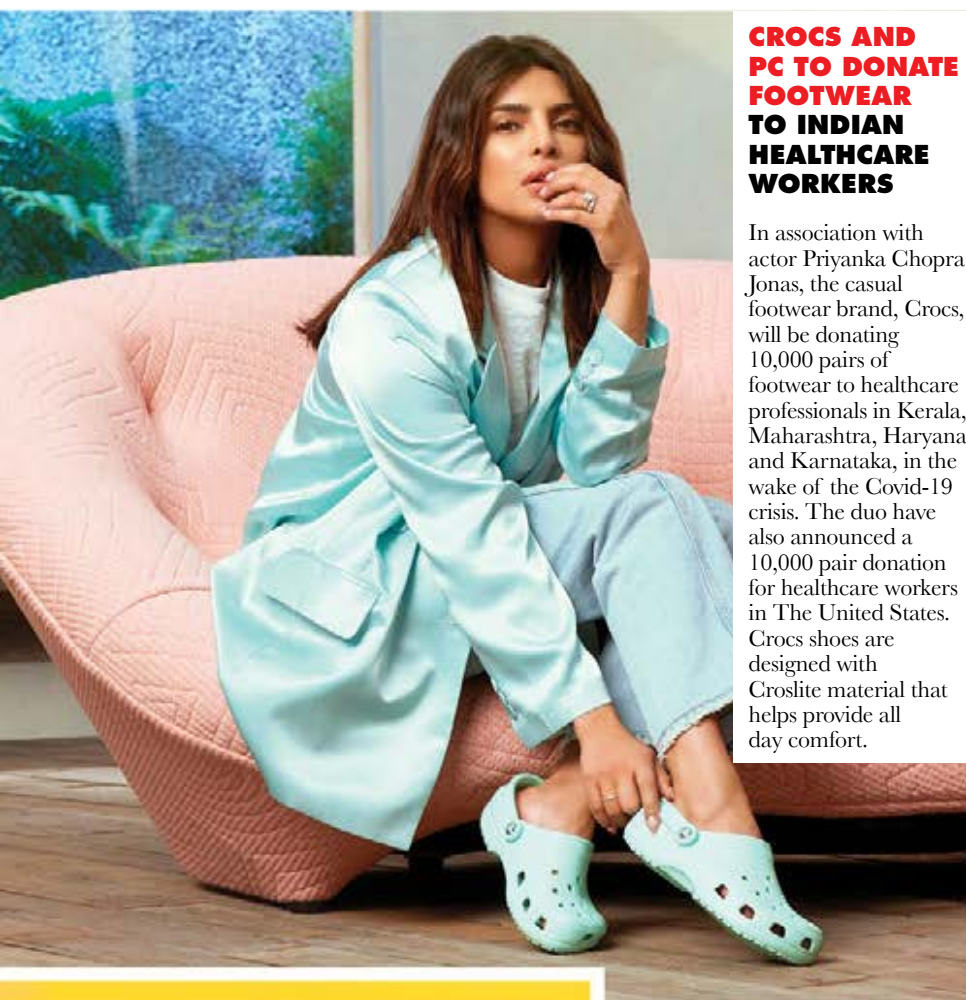 CROCS AND
PC TO DONATE
FOOTWEAR
TO INDIAN
HEALTHCARE
WORKERS
In association with
actor Priyanka Chopra
Jonas, the casual
footwear brand, Crocs,
will be donating
10,000 pairs of
footwear to healthcare
professionals in Kerala,
Maharashtra, Haryana
and Karnataka, in the
wake of the Covid-19
crisis. The duo have
also announced a
10,000 pair donation
for healthcare workers
in The United States.
Crocs shoes are
designed with
Croslite material that
helps provide all
day comfort.